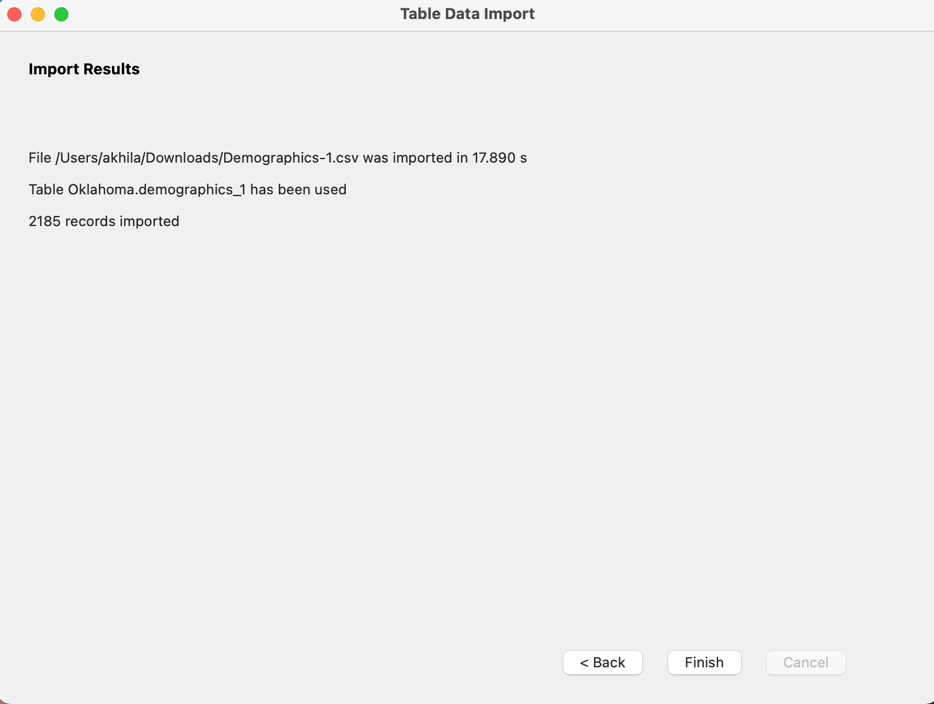 Table Data Import
Import Results
File /Users/akhila/Downloads/Demographics-1.csv was imported in 17.890 s
Table Oklahoma.demographics_1 has been used
2185 records imported
< Back Finish Cancel